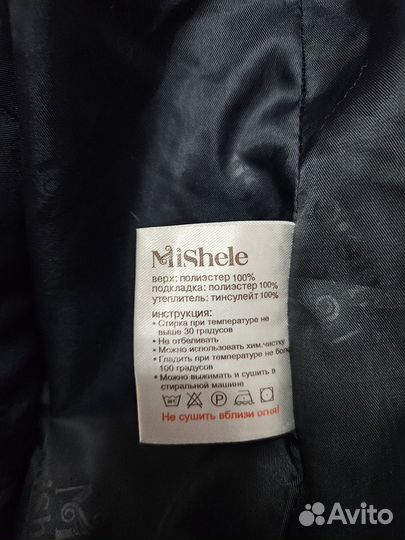 MiShele
верх: полиэстер 100%
подкладка: полиэстер 100%
утеплитель: тинсулейт 100%
инструкция:
• Стирка при температуре не
выше 30 градусов
• Не отбеливать
• Можно использовать хим.чистку
• Гладить при температуре не бол
100 градусов
• Можно выжимать и сушить в
стиральной машине
P
Не сушить вблизи огня!
Avito